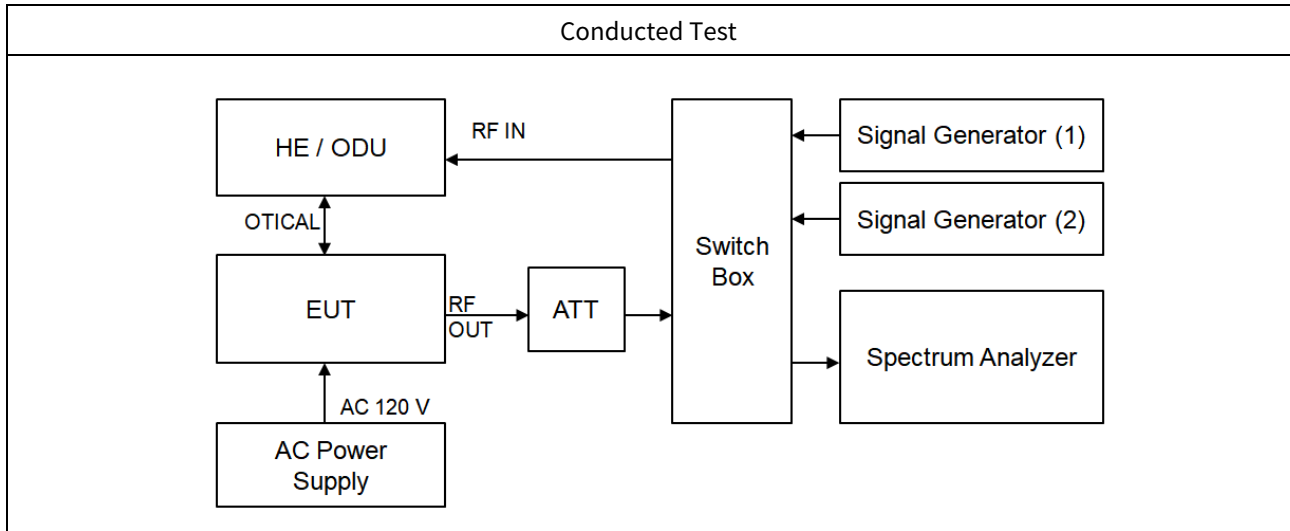 Conducted Test
HE / ODU
RF IN
Signal Generator (1)
Signal Generator (2)
OTICAL
Switch
Box
EUT
RF
OUT
ATT
Spectrum Analyzer
AC 120 V
AC Power
Supply